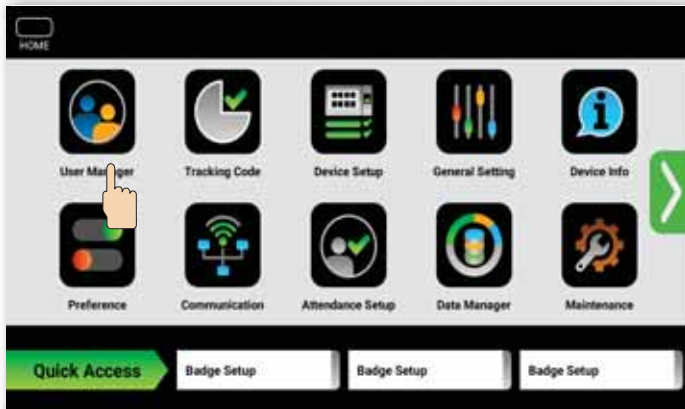 HOME
User Manager
Tracking Code
Device Setup
General Setting
Device Info
Preference
Communication
Attendance Setup
Data Manager
Maintenance
Quick Access
Badge Setup
Badge Setup
Badge Setup